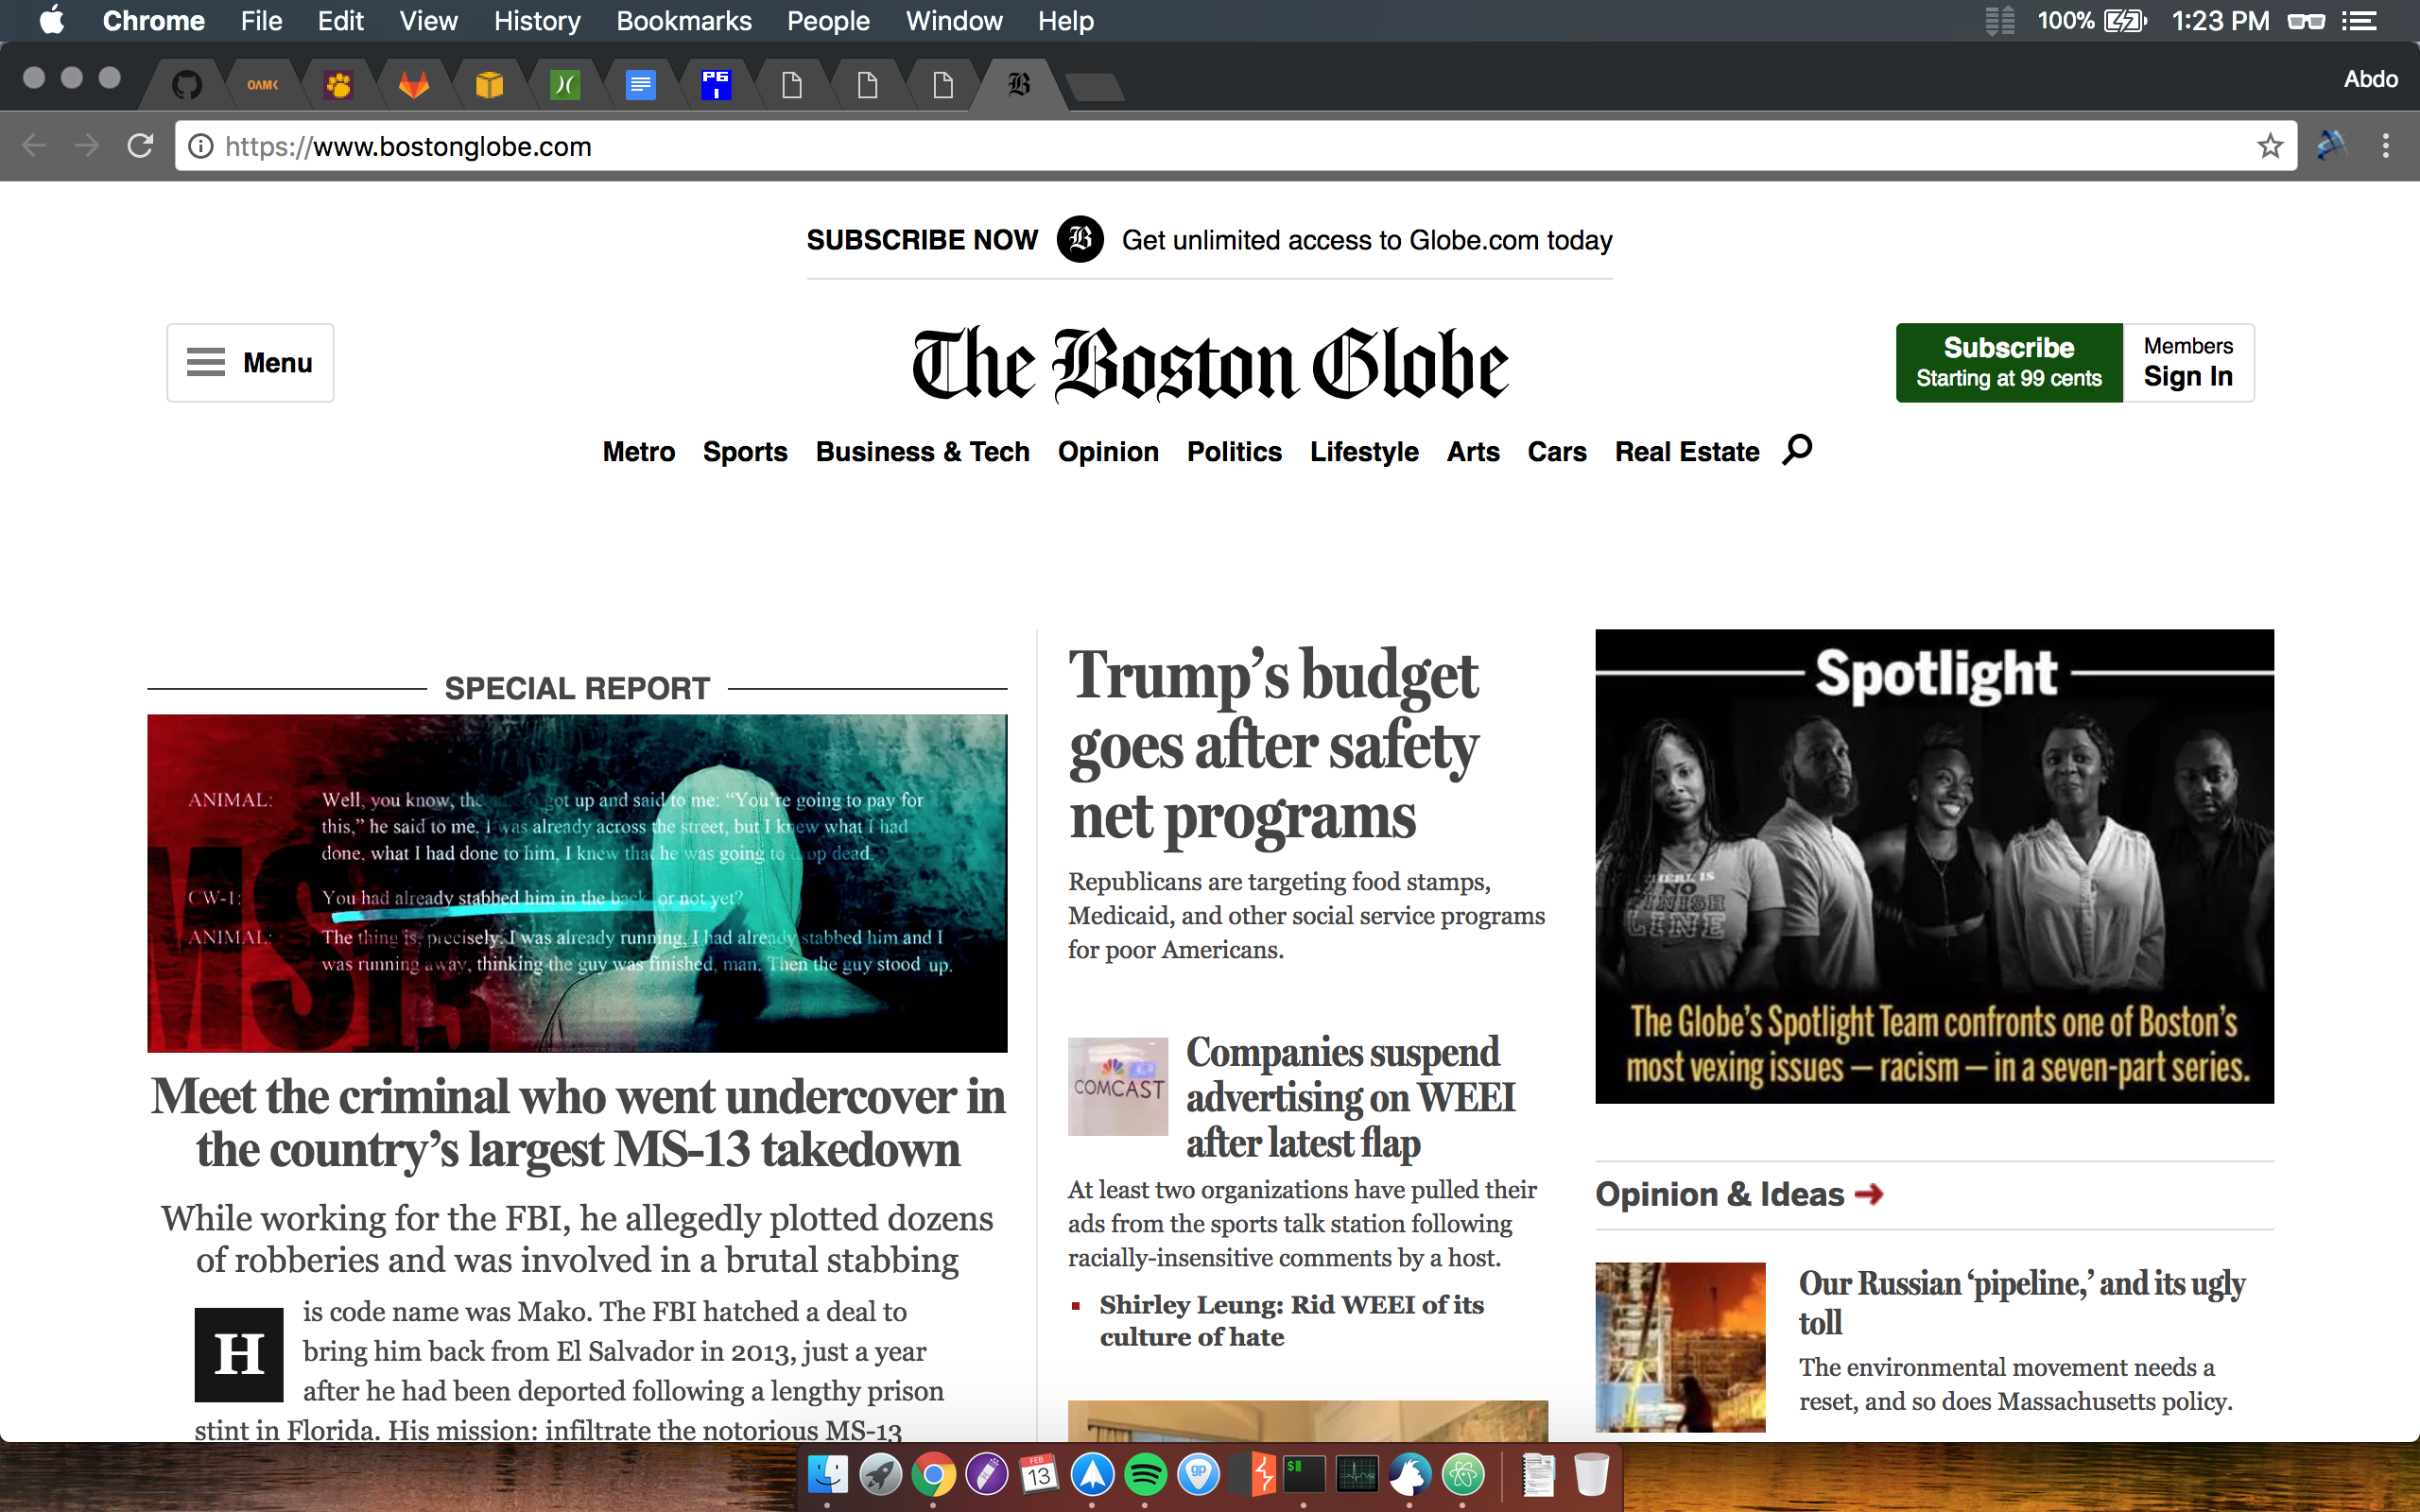 Chrome File Edit View History Bookmarks People Window Help 100% 1:23 PM
OAMK PG I B Abdo
https://www.bostonglobe.com
SUBSCRIBE NOW B Get unlimited access to Globe.com today
Menu
The Boston Globe
Subscribe
Starting at 99 cents
Members
Sign In
Metro Sports Business & Tech Opinion Politics Lifestyle Arts Cars Real Estate
SPECIAL REPORT
ANIMAL: Well, you know, the got up and said to me: “You’re going to pay for
this,” he said to me. I was already across the street, but I knew what I had
done, what I had done to him, I knew that he was going to drop dead.
CW-1: You had already stabbed him in the back or not yet?
ANIMAL: The thing is, precisely: I was already running, I had already stabbed him and I
was running away, thinking the guy was finished, man. Then the guy stood up.
MS13
Meet the criminal who went undercover in
the country’s largest MS-13 takedown
While working for the FBI, he allegedly plotted dozens
of robberies and was involved in a brutal stabbing
His code name was Mako. The FBI hatched a deal to
bring him back from El Salvador in 2013, just a year
after he had been deported following a lengthy prison
stint in Florida. His mission: infiltrate the notorious MS-13
Trump’s budget
goes after safety
net programs
Republicans are targeting food stamps,
Medicaid, and other social service programs
for poor Americans.
COMCAST
Companies suspend
advertising on WEEI
after latest flap
At least two organizations have pulled their
ads from the sports talk station following
racially-insensitive comments by a host.
Shirley Leung: Rid WEEI of its
culture of hate
Spotlight
THERE IS
NO
FINISH
LINE
The Globe’s Spotlight Team confronts one of Boston’s
most vexing issues — racism — in a seven-part series.
Opinion & Ideas
Our Russian ‘pipeline,’ and its ugly
toll
The environmental movement needs a
reset, and so does Massachusetts policy.
FEB
13
gp
$